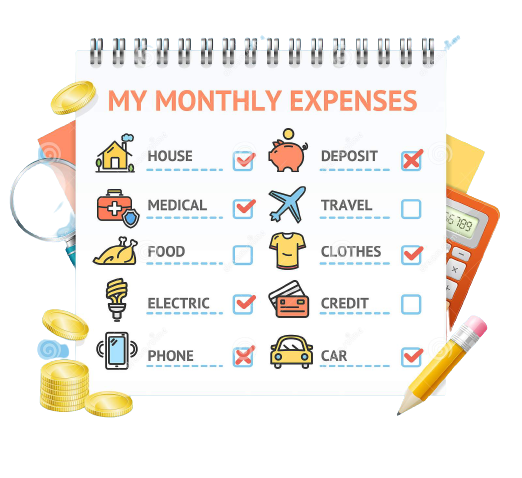 MY MONTHLY EXPENSES
HOUSE
DEPOSIT
MEDICAL
TRAVEL
FOOD
CLOTHES
ELECTRIC
CREDIT
PHONE
CAR